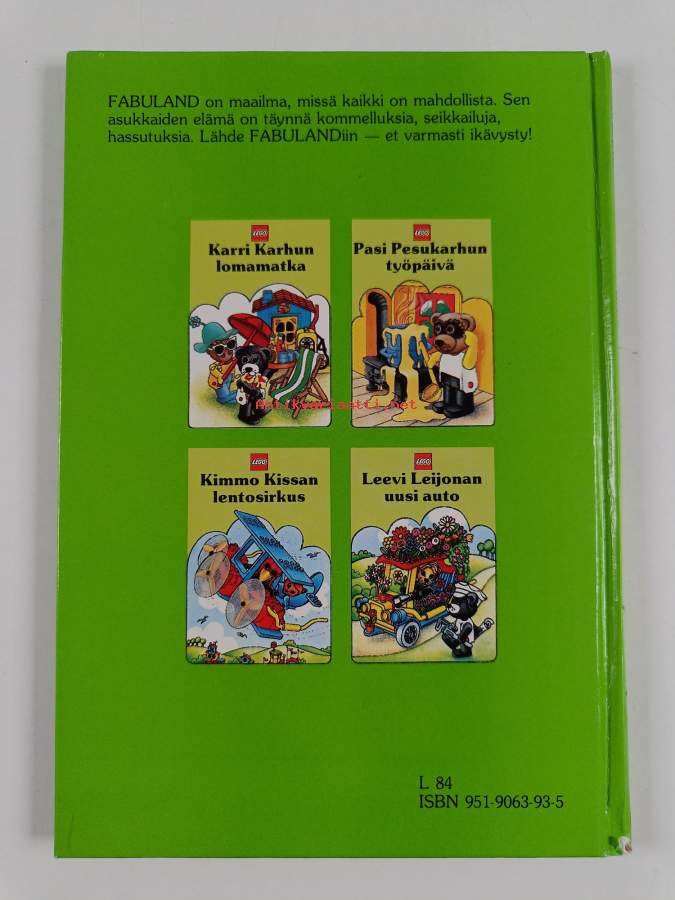 FABULAND on maailma, missä kaikki on mahdollista. Sen
asukkaiden elämä on täynnä kommelluksia, seikkailuja,
hassutuksia. Lähde FABULANDiin — et varmasti ikävysty!
LEGO
Karri Karhun
lomamatka
LEGO
Pasi Pesukarhun
työpäivä
Antikvariaatti.net
LEGO
Kimmo Kissan
lentosirkus
LEGO
Leevi Leijonan
uusi auto
L 84
ISBN 951-9063-93-5